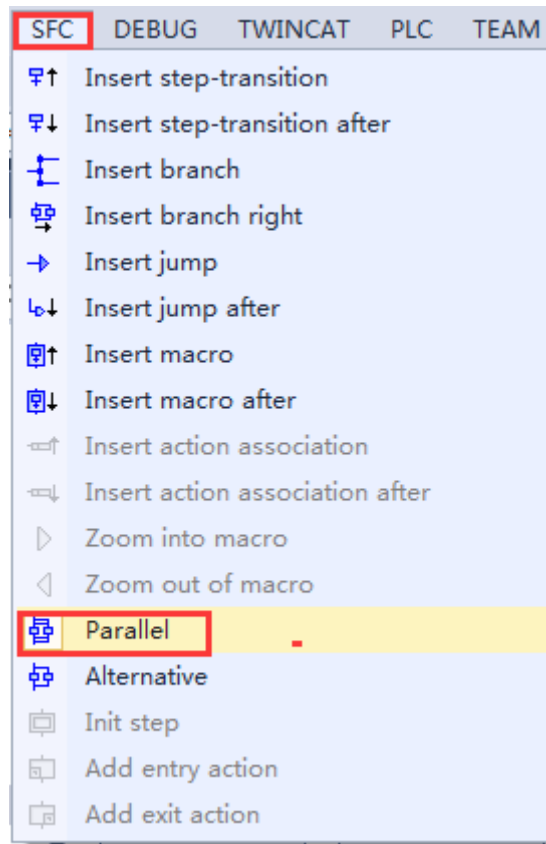 SFC DEBUG TWINCAT PLC TEAM
Insert step-transition
Insert step-transition after
Insert branch
Insert branch right
Insert jump
Insert jump after
Insert macro
Insert macro after
Insert action association
Insert action association after
Zoom into macro
Zoom out of macro
Parallel
Alternative
Init step
Add entry action
Add exit action